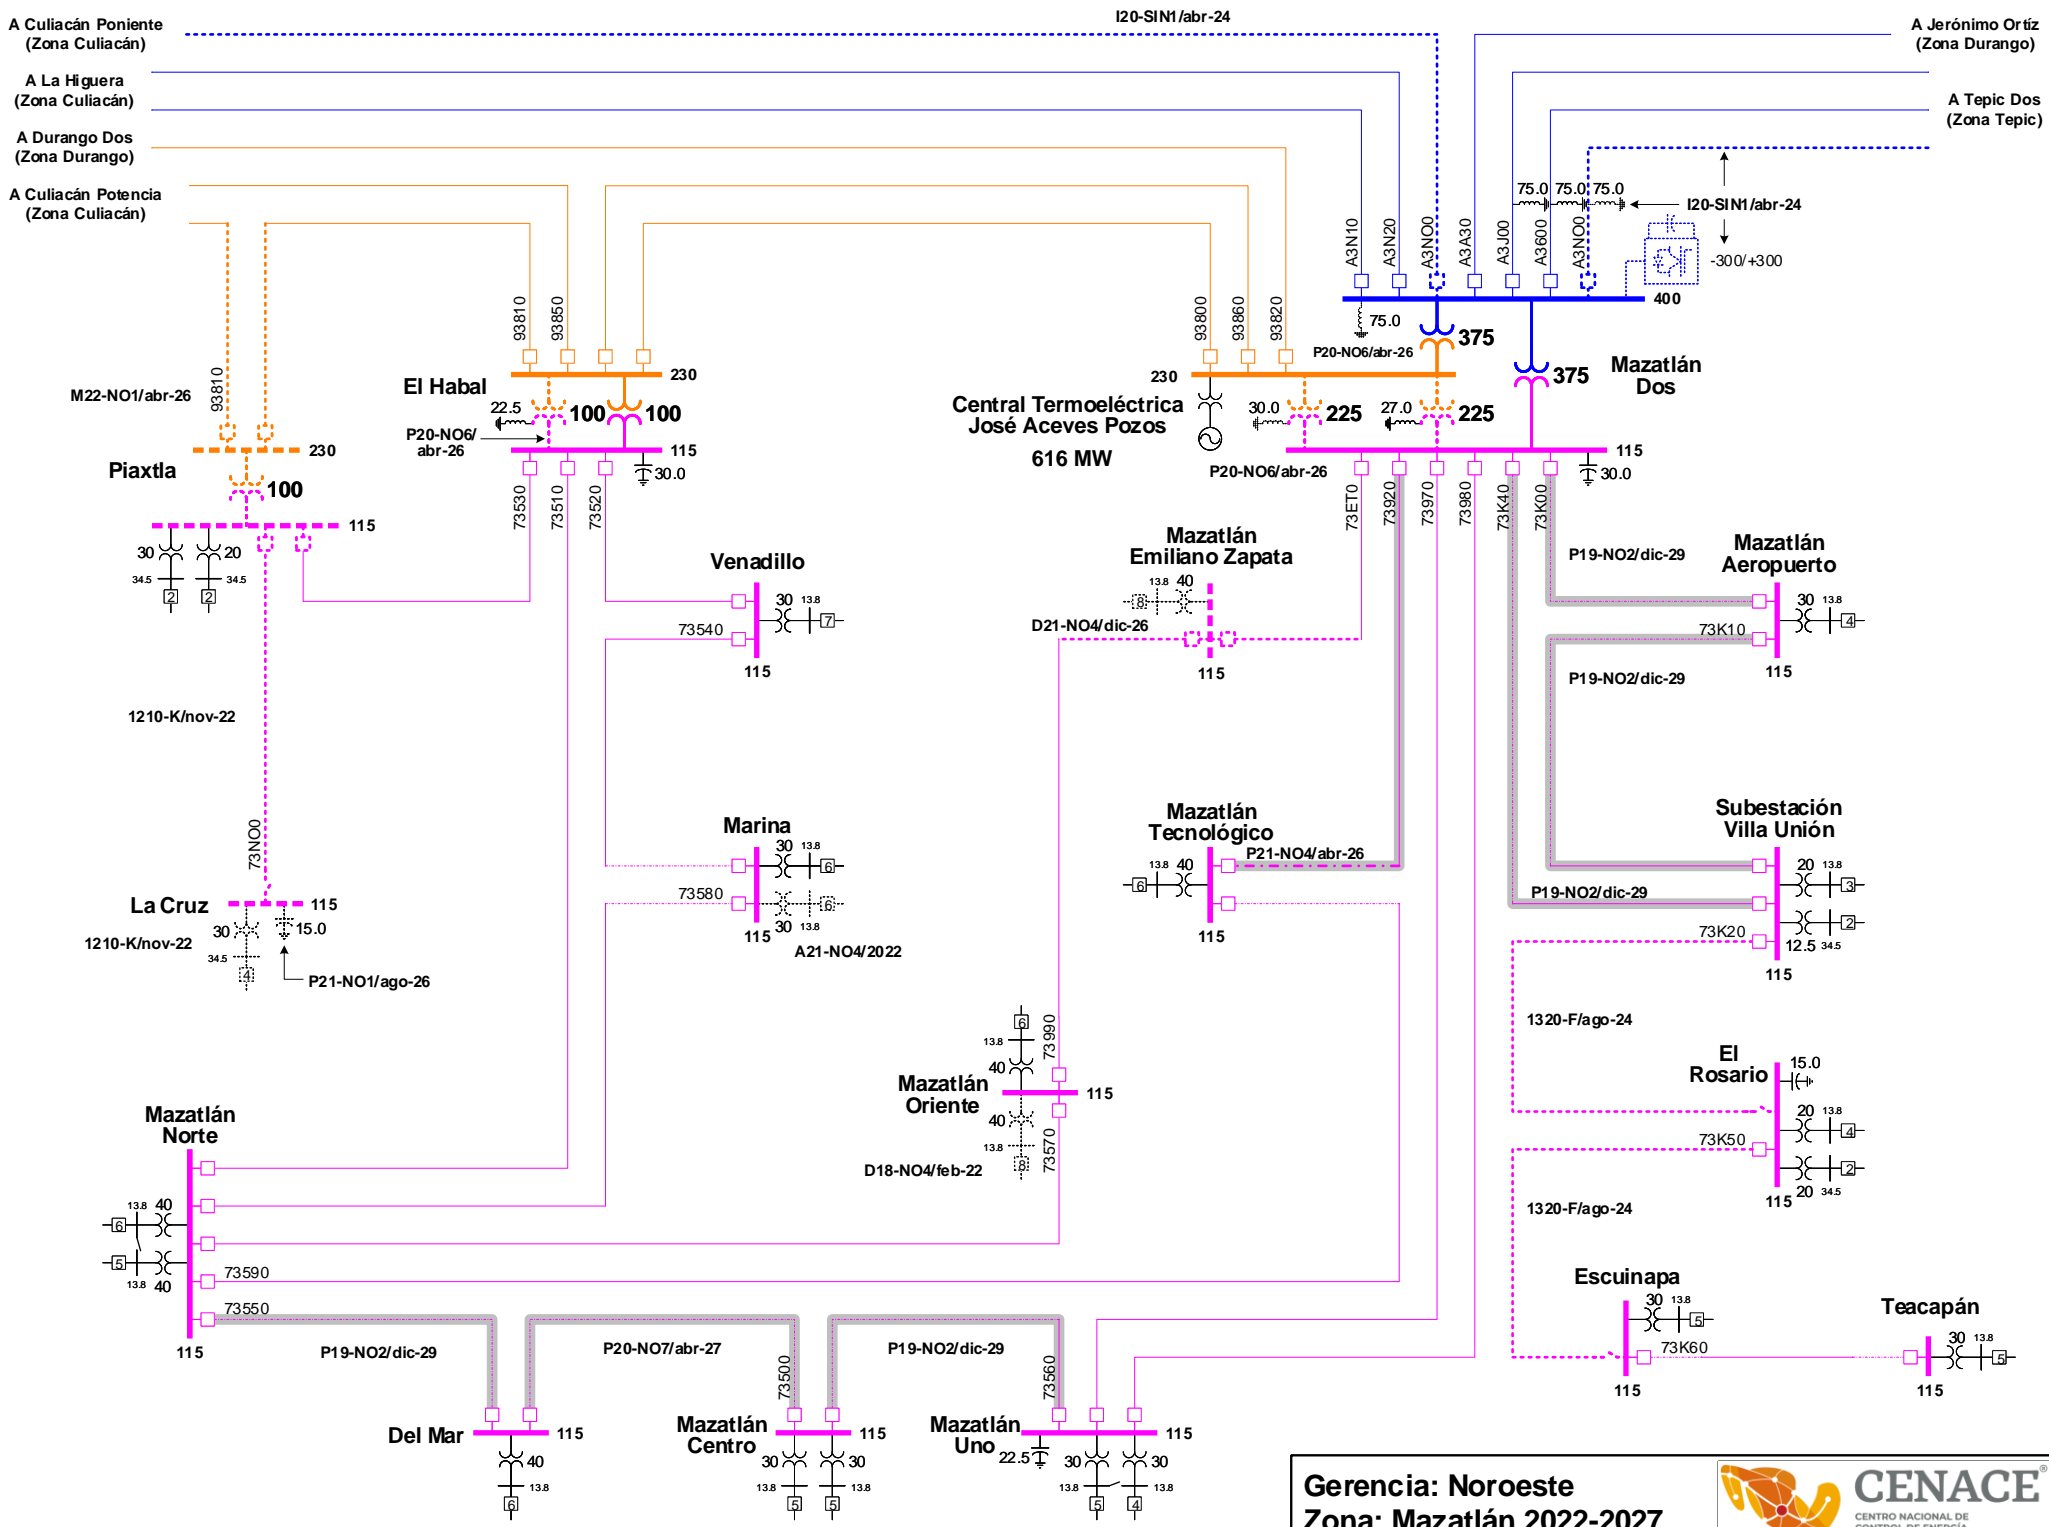 I20-SIN1/abr-24
A Culiacán Poniente
(Zona Culiacán)
A Jerónimo Ortíz
(Zona Durango)
A La Higuera
(Zona Culiacán)
A Tepic Dos
(Zona Tepic)
A Durango Dos
(Zona Durango)
A Culiacán Potencia
(Zona Culiacán)
75.0 75.0 75.0
I20-SIN1/abr-24
-300/+300
A3N10
A3N20
A3NO0
A3A30
A3J00
A3600
A3NO0
400
75.0
375
P20-NO6/abr-26
375
Mazatlán
Dos
93810
93850
93800
93860
93820
M22-NO1/abr-26
93810
El Habal
230
22.5
100
100
P20-NO6/
abr-26
115
30.0
230
Central Termoeléctrica
José Aceves Pozos
616 MW
30.0
225
27.0
225
115
P20-NO6/abr-26
30.0
230
Piaxtla
100
115
30
20
34.5
34.5
2
2
73530
73510
73520
73ET0
73920
73970
73980
73K40
73K00
Venadillo
30
13.8
7
73540
115
Mazatlán
Emiliano Zapata
13.8
40
8
D21-NO4/dic-26
115
P19-NO2/dic-29
Mazatlán
Aeropuerto
30
13.8
4
73K10
115
P19-NO2/dic-29
1210-K/nov-22
73NO0
La Cruz
115
30
15.0
1210-K/nov-22
34.5
4
P21-NO1/ago-26
Marina
30
13.8
6
73580
6
30
13.8
115
A21-NO4/2022
Mazatlán
Tecnológico
P21-NO4/abr-26
13.8
40
6
115
Subestación
Villa Unión
20
13.8
3
P19-NO2/dic-29
2
73K20
12.5
34.5
115
1320-F/ago-24
6
13.8
40
73990
Mazatlán
Oriente
115
40
13.8
8
73570
D18-NO4/feb-22
El
Rosario
15.0
20
13.8
4
73K50
2
20
34.5
115
1320-F/ago-24
Mazatlán
Norte
13.8
40
6
5
13.8
40
73590
73550
115
P19-NO2/dic-29
P20-NO7/abr-27
P19-NO2/dic-29
73500
73560
Escuinapa
30
13.8
5
73K60
115
Teacapán
30
13.8
5
115
Del Mar
115
40
13.8
6
Mazatlán
Centro
115
30
30
13.8
13.8
5
5
Mazatlán
Uno
115
22.5
30
30
13.8
13.8
5
4
Gerencia: Noroeste
Zona: Mazatlán 2022-2027
CENACE®
CENTRO NACIONAL DE
CONTROL DE ENERGÍA